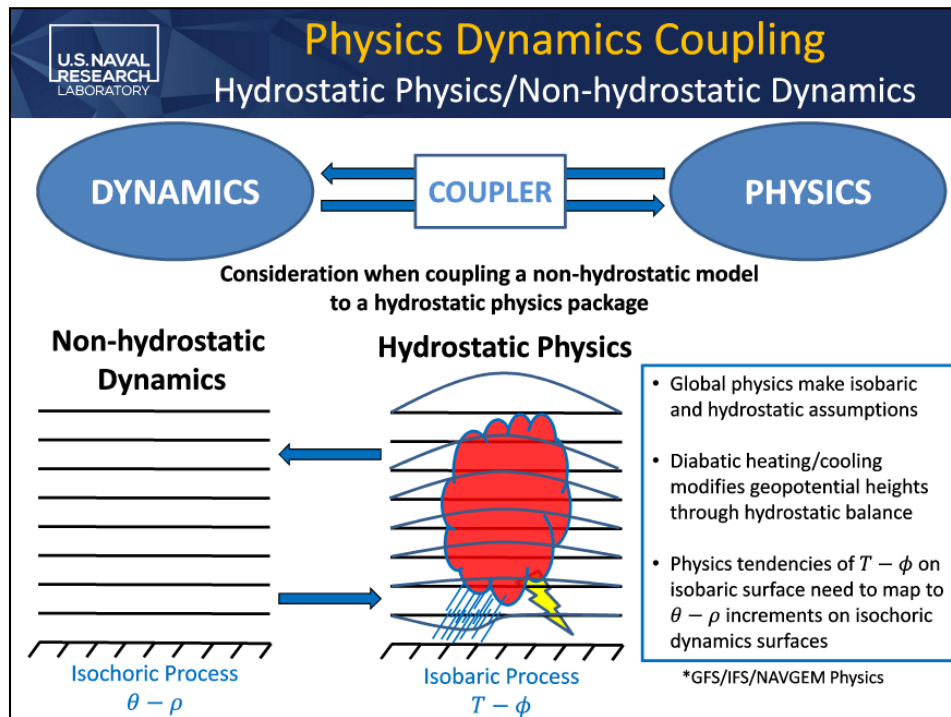 U.S. NAVAL
RESEARCH
LABORATORY
Physics Dynamics Coupling
Hydrostatic Physics/Non-hydrostatic Dynamics
DYNAMICS
COUPLER
PHYSICS
Consideration when coupling a non-hydrostatic model
to a hydrostatic physics package
Non-hydrostatic
Dynamics
Hydrostatic Physics
• Global physics make isobaric
and hydrostatic assumptions
• Diabatic heating/cooling
modifies geopotential heights
through hydrostatic balance
• Physics tendencies of T − ϕ on
isobaric surface need to map to
θ − ρ increments on isochoric
dynamics surfaces
Isochoric Process
θ − ρ
Isobaric Process
T − ϕ
*GFS/IFS/NAVGEM Physics